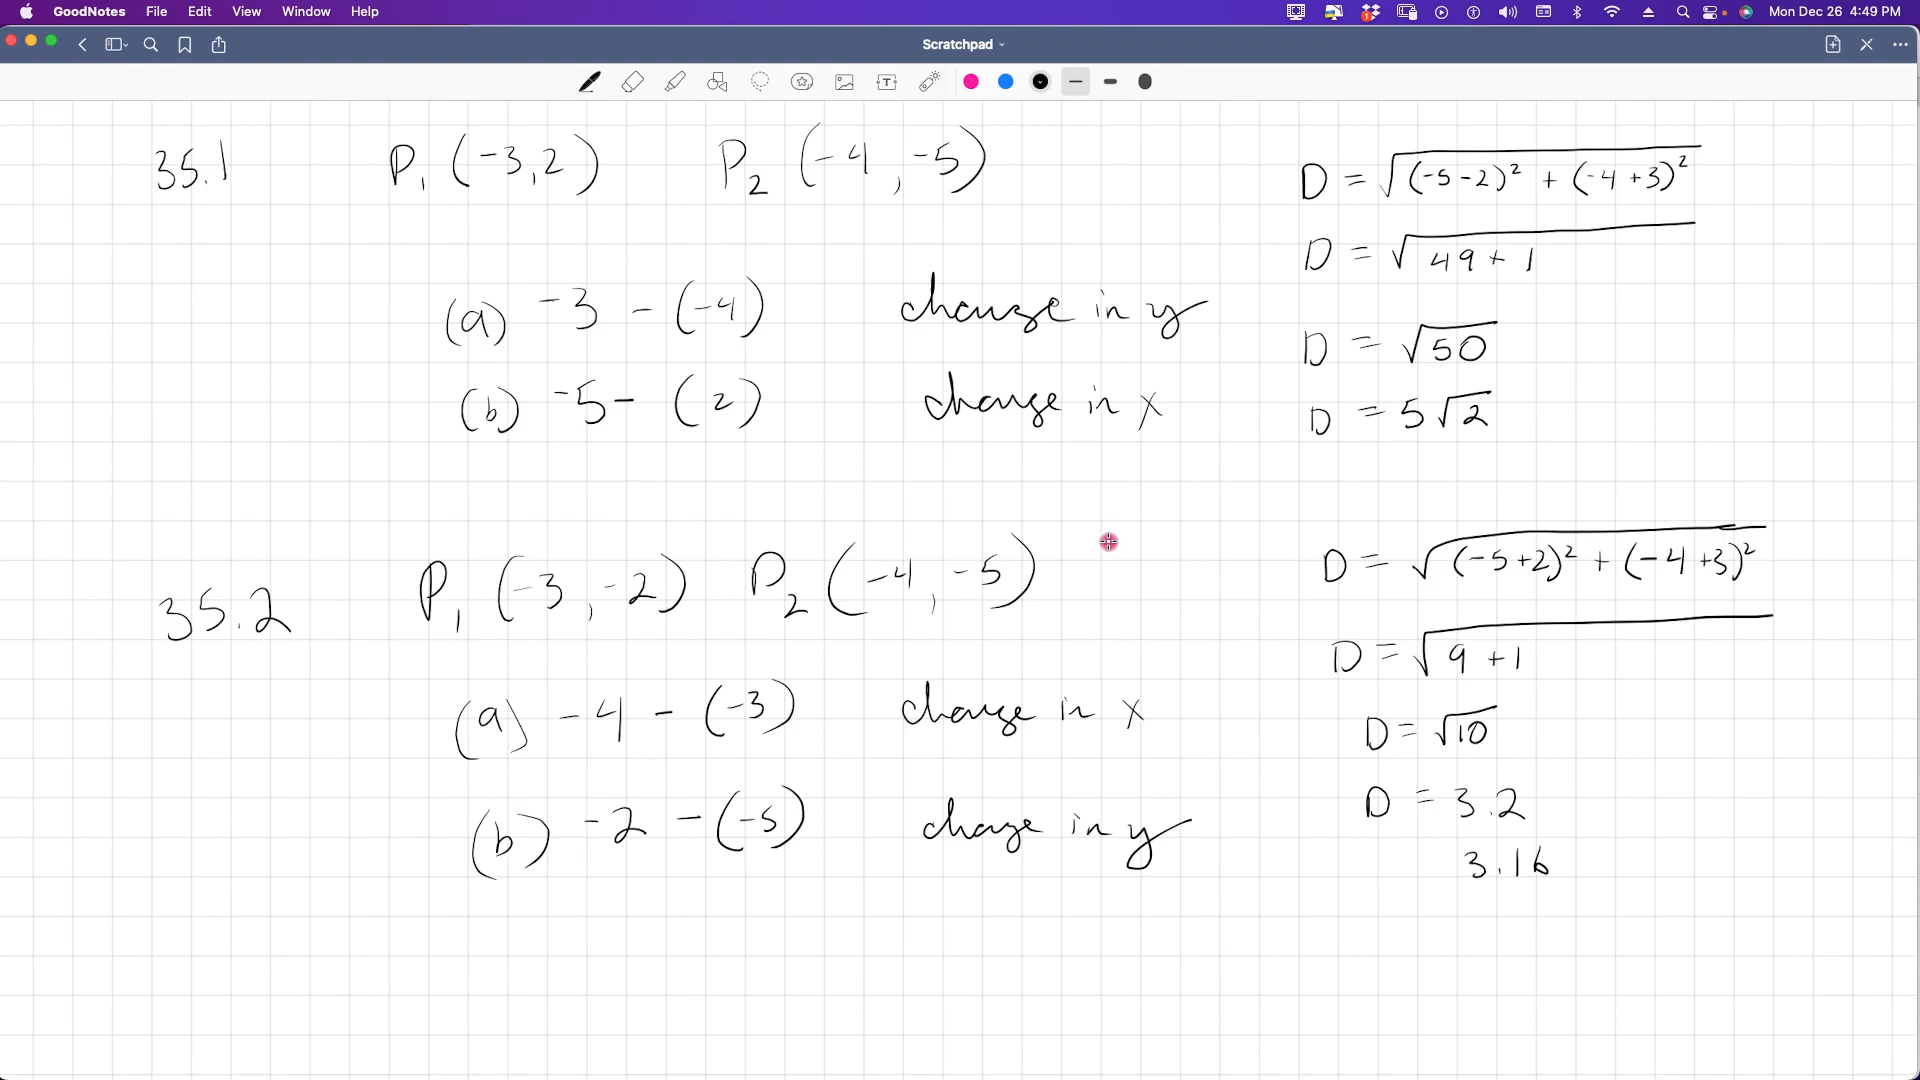 GoodNotes File Edit View Window Help Mon Dec 26 4:49 PM
Scratchpad
35.1 P₁ (-3,2) P₂ (-4, -5)
(a) -3 - (-4) change in y
(b) -5 - (2) change in x
D = √(-5-2)² + (-4+3)²
D = √49 + 1
D = √50
D = 5√2
35.2 P₁ (-3, -2) P₂ (-4, -5)
(a) -4 - (-3) change in x
(b) -2 - (-5) change in y
D = √(-5+2)² + (-4+3)²
D = √9 + 1
D = √10
D = 3.2
3.16